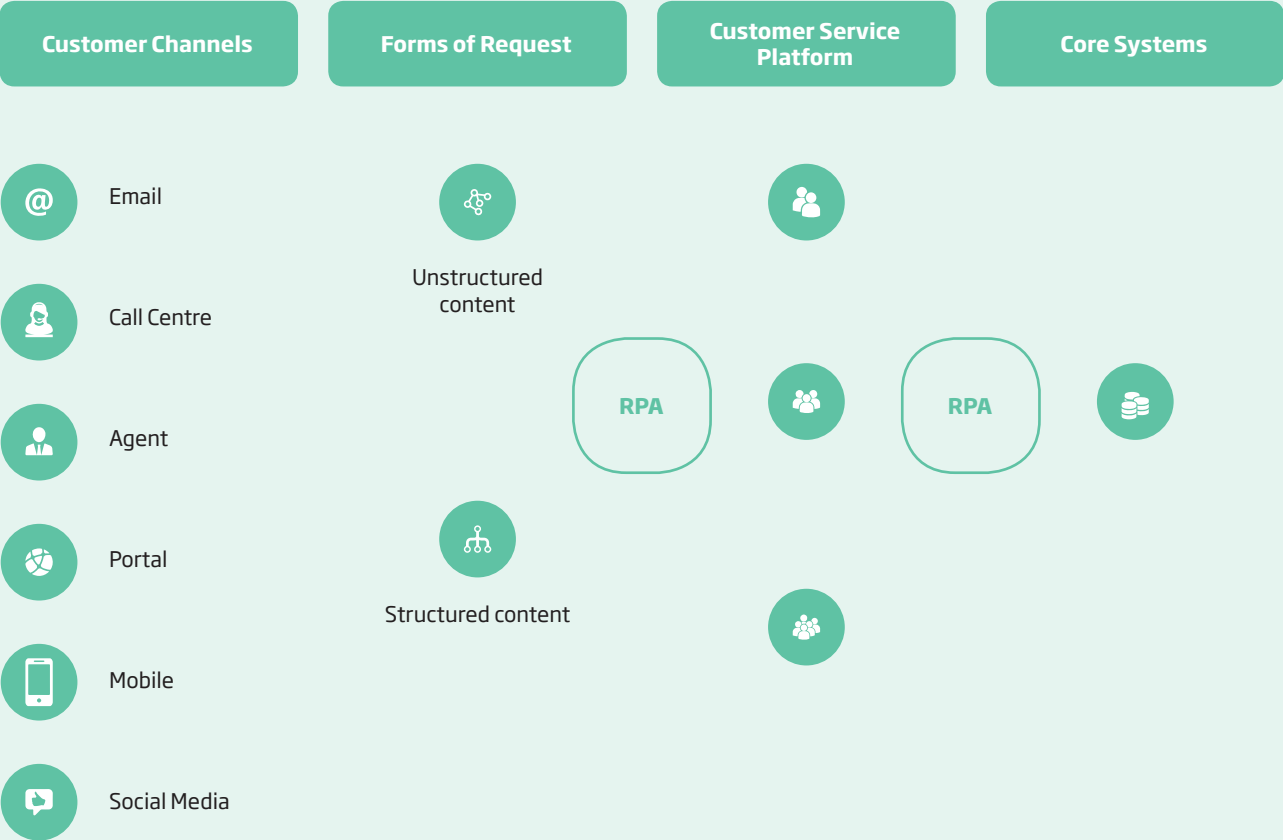 Customer Channels
Forms of Request
Customer Service
Platform
Core Systems
@
Email
Call Centre
Agent
Portal
Mobile
Social Media
Unstructured
content
Structured content
RPA
RPA